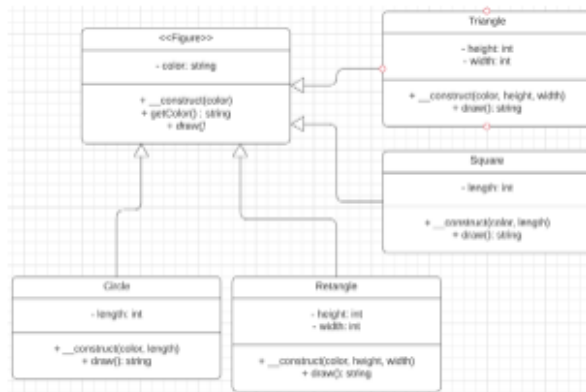 <<Figure>>
- color: string
+ __construct(color)
+ getColor() : string
+ draw()
Triangle
- height: int
- width: int
+ __construct(color, height, width)
+ draw(): string
Square
- length: int
+ __construct(color, length)
+ draw(): string
Circle
- length: int
+ __construct(color, length)
+ draw(): string
Retangle
- height: int
- width: int
+ __construct(color, height, width)
+ draw(): string